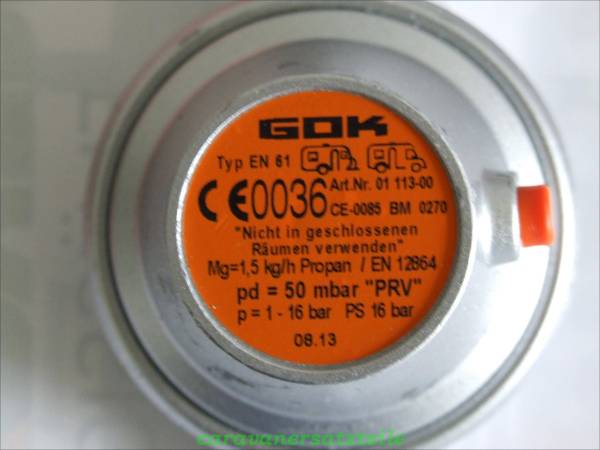 GOK
Typ EN 61
CE0036 Art.Nr. 01 113-00
CE-0085 BM 0270
"Nicht in geschlossenen
Räumen verwenden"
Mg=1,5 kg/h Propan / EN 12864
pd = 50 mbar "PRV"
p = 1 - 16 bar PS 16 bar
08.13
caravanersatzteile